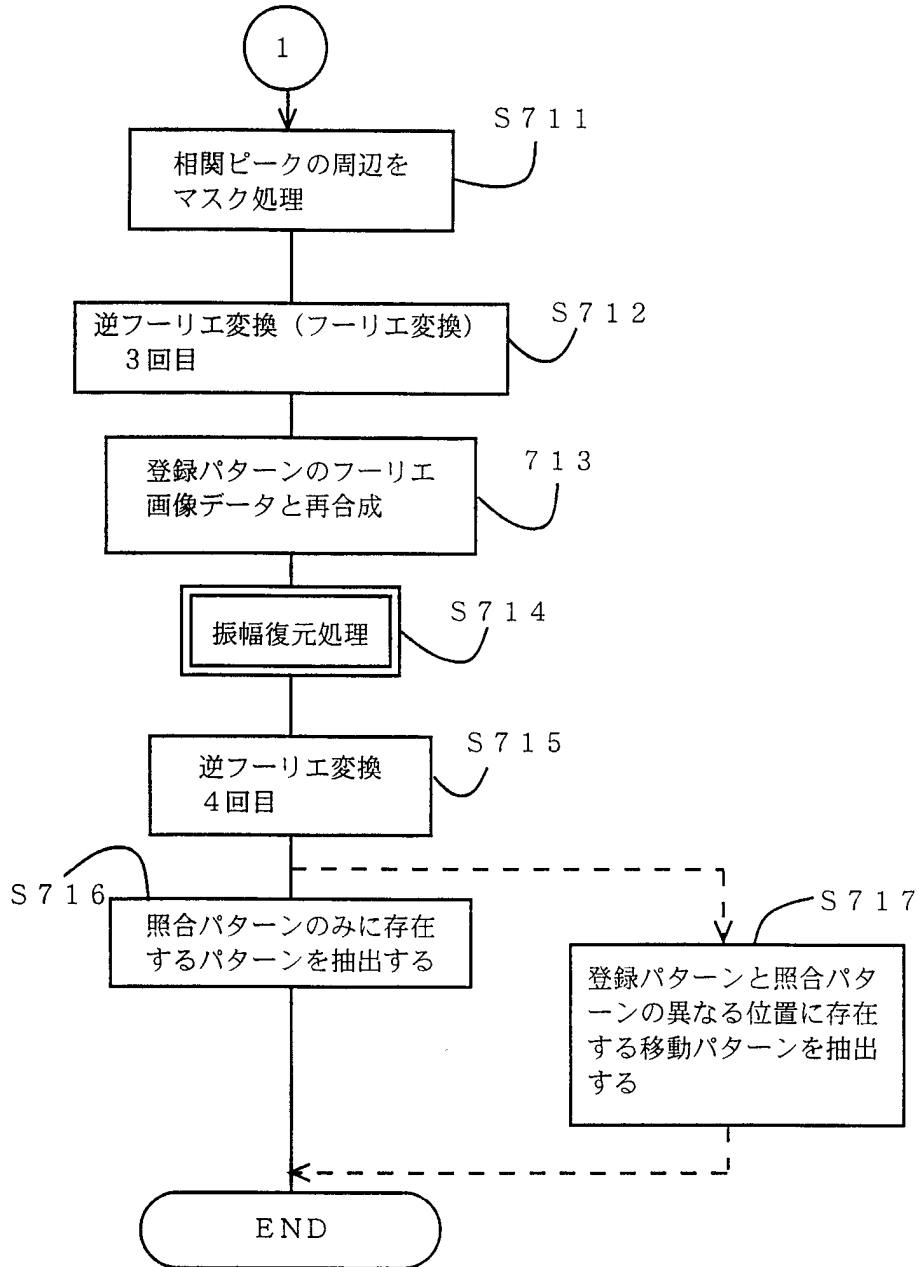 1
S711
相関ピークの周辺を
マスク処理
S712
逆フーリエ変換（フーリエ変換）
3回目
713
登録パターンのフーリエ
画像データと再合成
S714
振幅復元処理
S715
逆フーリエ変換
4回目
S716
照合パターンのみに存在
するパターンを抽出する
S717
登録パターンと照合パタ
ーンの異なる位置に存在
する移動パターンを抽出
する
END